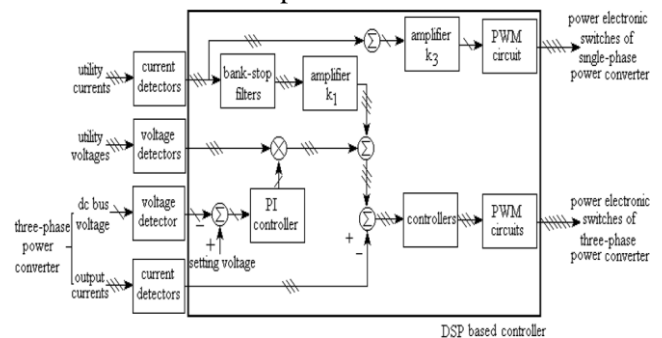 utility
currents
current
detectors
bank-stop
filters
amplifier
k1
Σ
amplifier
k3
PWM
circuit
power electronic
switches of
single-phase
power converter
utility
voltages
voltage
detectors
Σ
three-phase
power
converter
dc bus
voltage
voltage
detector
Σ
−
+
setting voltage
PI
controller
Σ
+
−
controllers
PWM
circuits
power electronic
switches of
three-phase
power converter
output
currents
current
detectors
DSP based controller